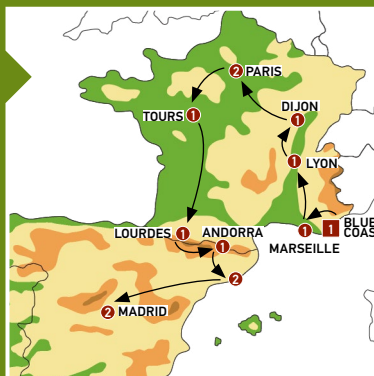 2 PARIS
TOURS 1
DIJON
1
1 LYON
LOURDES
1
ANDORRA
1
1
MARSEILLE
1 BLUE
COAS
2
2 MADRID